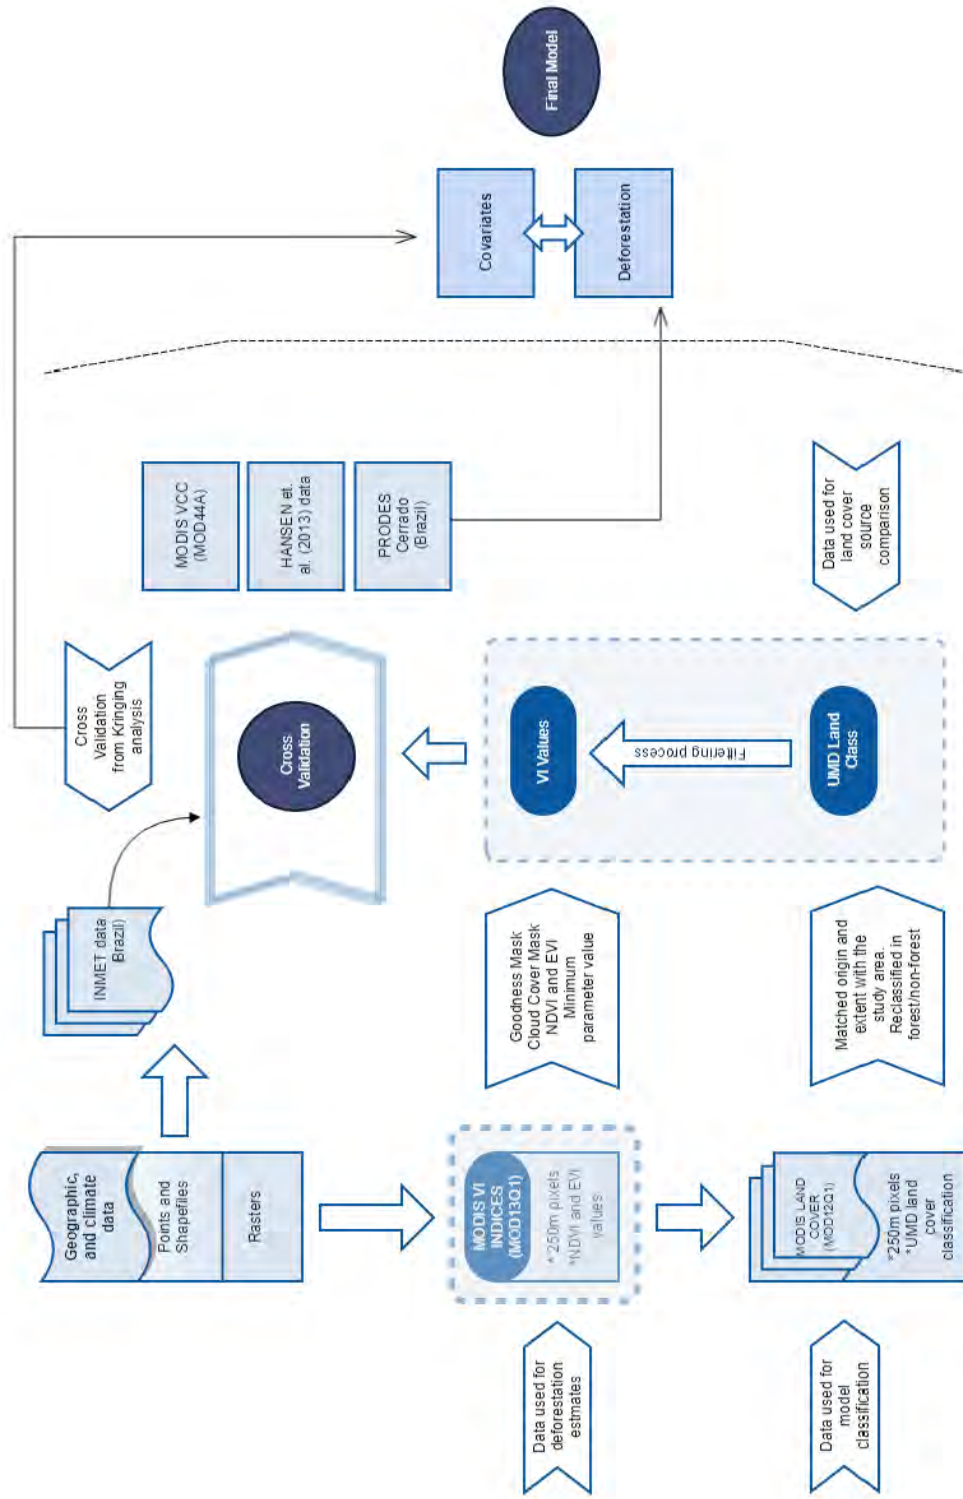 Geographic,
and climate
data
Points and
Shapefiles
Rasters
INMET data
Brazil)
Cross
Validation
from Kringing
analysis
Cross
Validation
MODIS VCC
(MOD44A)
HANSEN et.
al. (2013) data
PRODES
Cerrado
(Brazil)
Covariates
Deforestation
Final Model
Data used for
deforestation
estmates
MODIS VI
INDICES
(MOD13Q1)
*250m pixels
*NDVI and EVI
values
Goodness Mask
Cloud Cover Mask
NDVI and EVI
Minimum
parameter value
VI Values
Filtering process
UMD Land
Class
Data used for
model
classification
MODIS LAND
COVER
(MOD12Q1)
*250m pixels
*UMD land
cover
classification
Matched origin and
extent with the
study area.
Reclassified in
forest/non-forest
Data used for
land cover
source
comparison